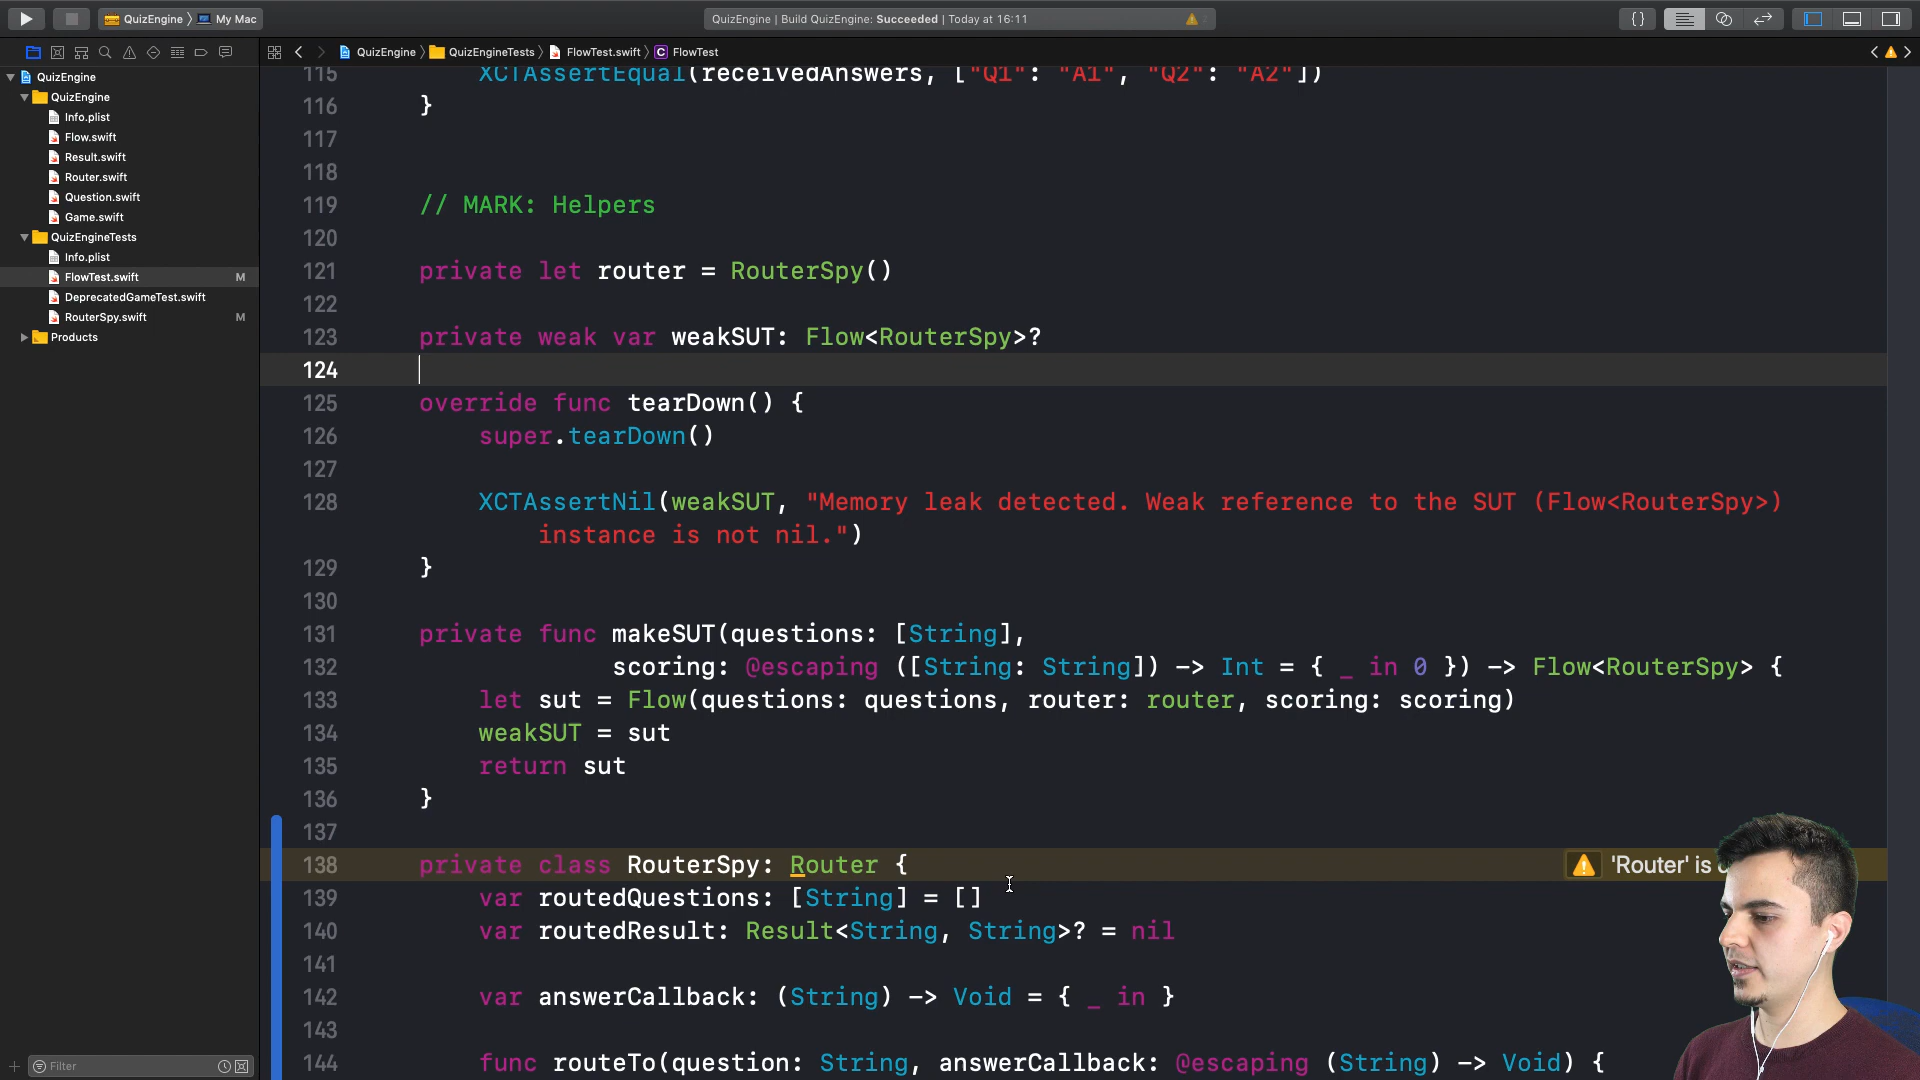 QuizEngine 〉 My Mac
QuizEngine | Build QuizEngine: Succeeded | Today at 16:11
QuizEngine 〉 QuizEngineTests 〉 FlowTest.swift 〉 C FlowTest
QuizEngine
QuizEngine
Info.plist
Flow.swift
Result.swift
Router.swift
Question.swift
Game.swift
QuizEngineTests
Info.plist
FlowTest.swift M
DeprecatedGameTest.swift
RouterSpy.swift M
Products
Filter
115 XCTAssertEqual(receivedAnswers, ["Q1": "A1", "Q2": "A2"])
116 }
117
118
119 // MARK: Helpers
120
121 private let router = RouterSpy()
122
123 private weak var weakSUT: Flow<RouterSpy>?
124
125 override func tearDown() {
126 super.tearDown()
127
128 XCTAssertNil(weakSUT, "Memory leak detected. Weak reference to the SUT (Flow<RouterSpy>)
instance is not nil.")
129 }
130
131 private func makeSUT(questions: [String],
132 scoring: @escaping ([String: String]) -> Int = { _ in 0 }) -> Flow<RouterSpy> {
133 let sut = Flow(questions: questions, router: router, scoring: scoring)
134 weakSUT = sut
135 return sut
136 }
137
138 private class RouterSpy: Router { 'Router' is
139 var routedQuestions: [String] = []
140 var routedResult: Result<String, String>? = nil
141
142 var answerCallback: (String) -> Void = { _ in }
143
144 func routeTo(question: String, answerCallback: @escaping (String) -> Void) {